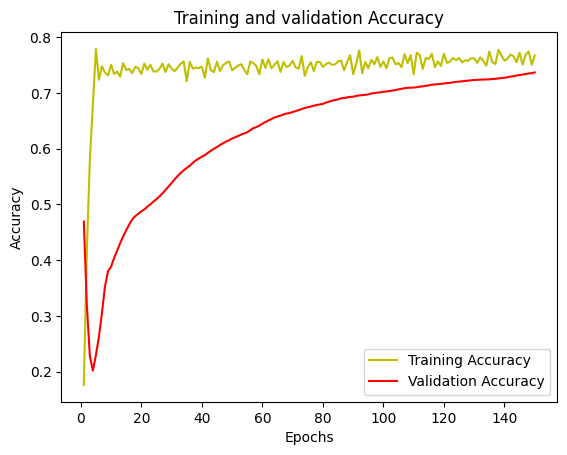 Training and validation Accuracy
0.8
0.7
0.6
0.5
0.4
0.3
0.2
Accuracy
0 20 40 60 80 100 120 140
Epochs
Training Accuracy
Validation Accuracy